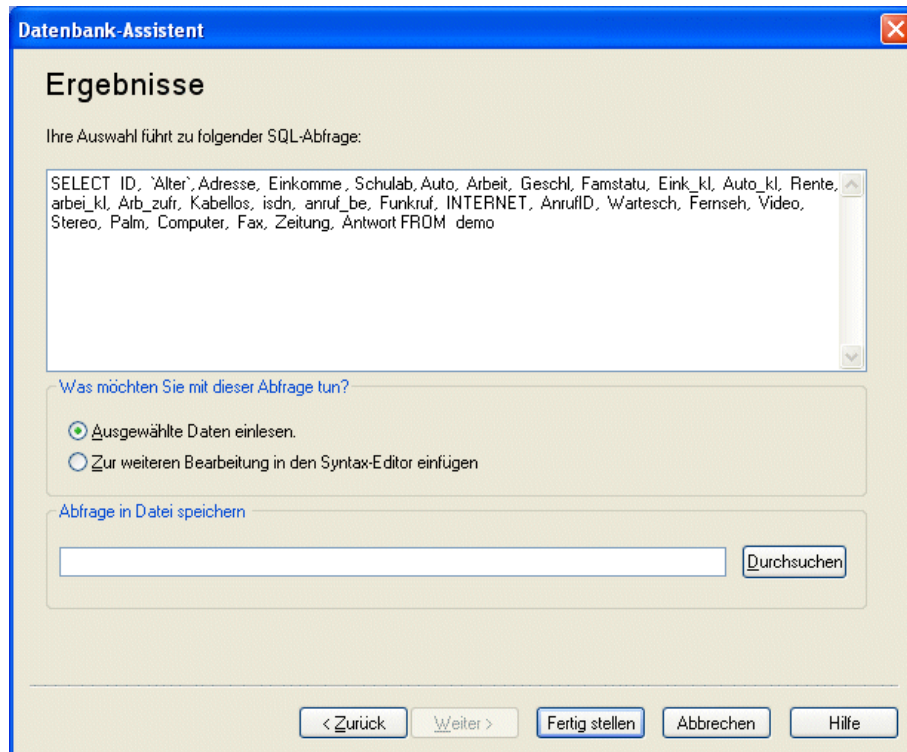 Datenbank-Assistent
Ergebnisse
Ihre Auswahl führt zu folgender SQL-Abfrage:
SELECT ID, `Alter`, Adresse, Einkomme, Schulab, Auto, Arbeit, Geschl, Famstatu, Eink_kl, Auto_kl, Rente,
arbei_kl, Arb_zufr, Kabellos, isdn, anruf_be, Funkruf, INTERNET, AnrufID, Wartesch, Fernseh, Video,
Stereo, Palm, Computer, Fax, Zeitung, Antwort FROM demo
Was möchten Sie mit dieser Abfrage tun?
Ausgewählte Daten einlesen.
Zur weiteren Bearbeitung in den Syntax-Editor einfügen
Abfrage in Datei speichern
Durchsuchen
< Zurück
Weiter >
Fertig stellen
Abbrechen
Hilfe